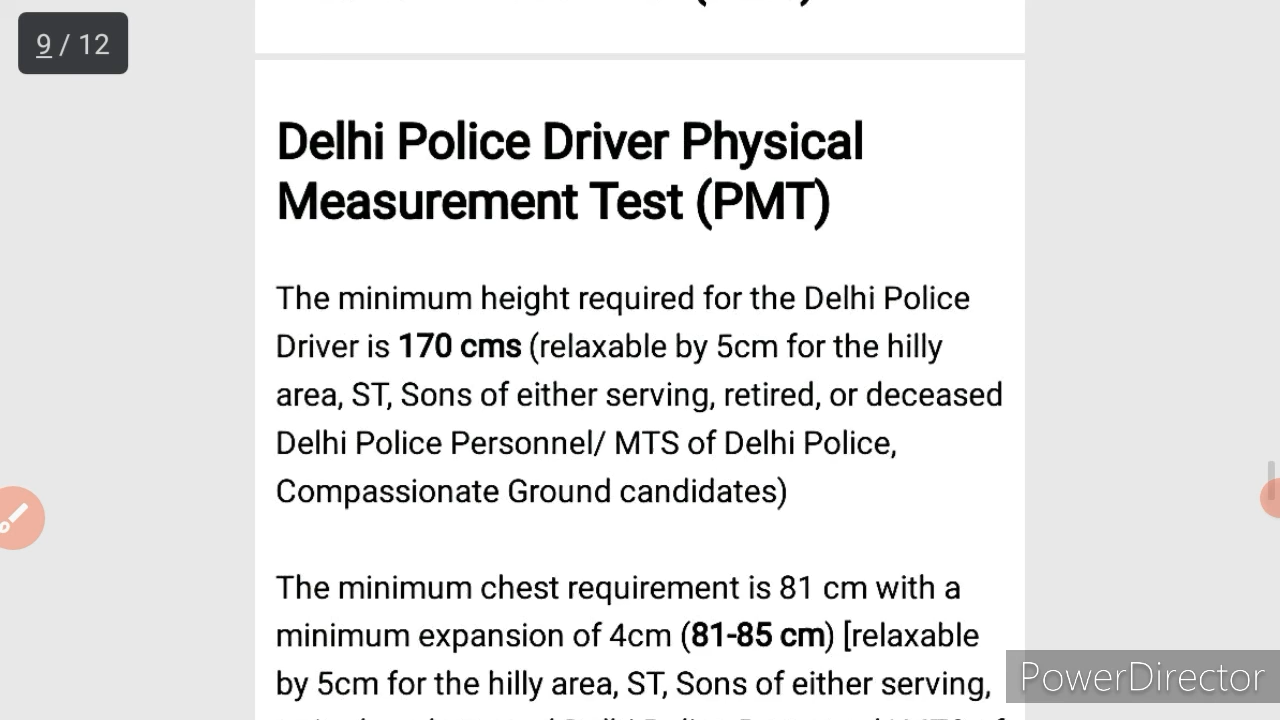 9 / 12
Delhi Police Driver Physical
Measurement Test (PMT)
The minimum height required for the Delhi Police
Driver is 170 cms (relaxable by 5cm for the hilly
area, ST, Sons of either serving, retired, or deceased
Delhi Police Personnel/ MTS of Delhi Police,
Compassionate Ground candidates)
The minimum chest requirement is 81 cm with a
minimum expansion of 4cm (81-85 cm) [relaxable
by 5cm for the hilly area, ST, Sons of either serving,
PowerDirector